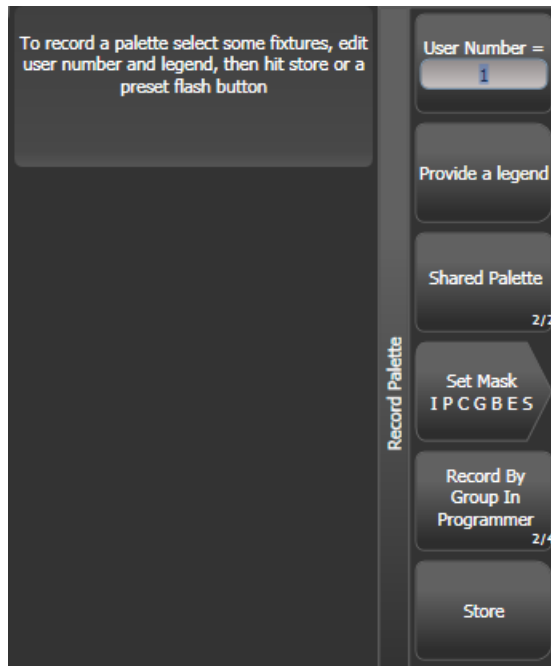 To record a palette select some fixtures, edit
user number and legend, then hit store or a
preset flash button
Record Palette
User Number =
1
Provide a legend
Shared Palette
2/2
Set Mask
I P C G B E S
Record By
Group In
Programmer
2/4
Store